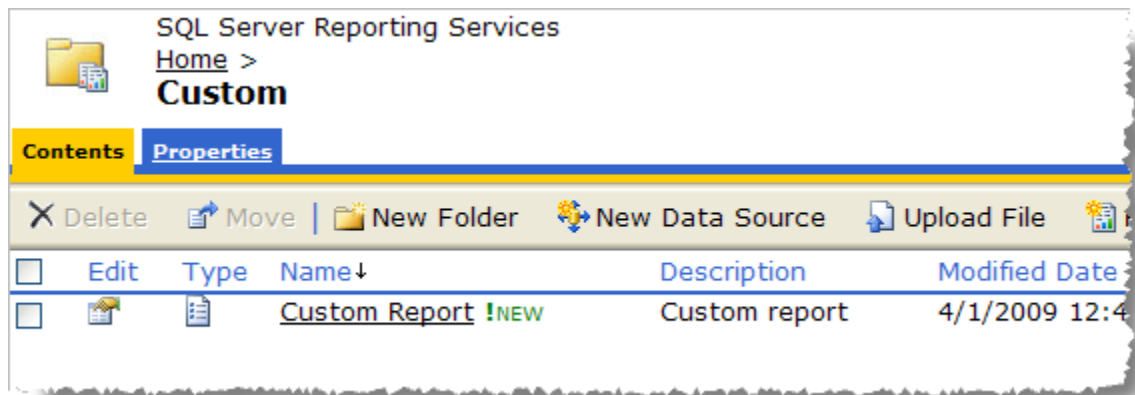 SQL Server Reporting Services
Home >
Custom
Contents Properties
Delete Move | New Folder New Data Source Upload File
Edit Type Name↓ Description Modified Date
Custom Report !NEW Custom report 4/1/2009 12:4